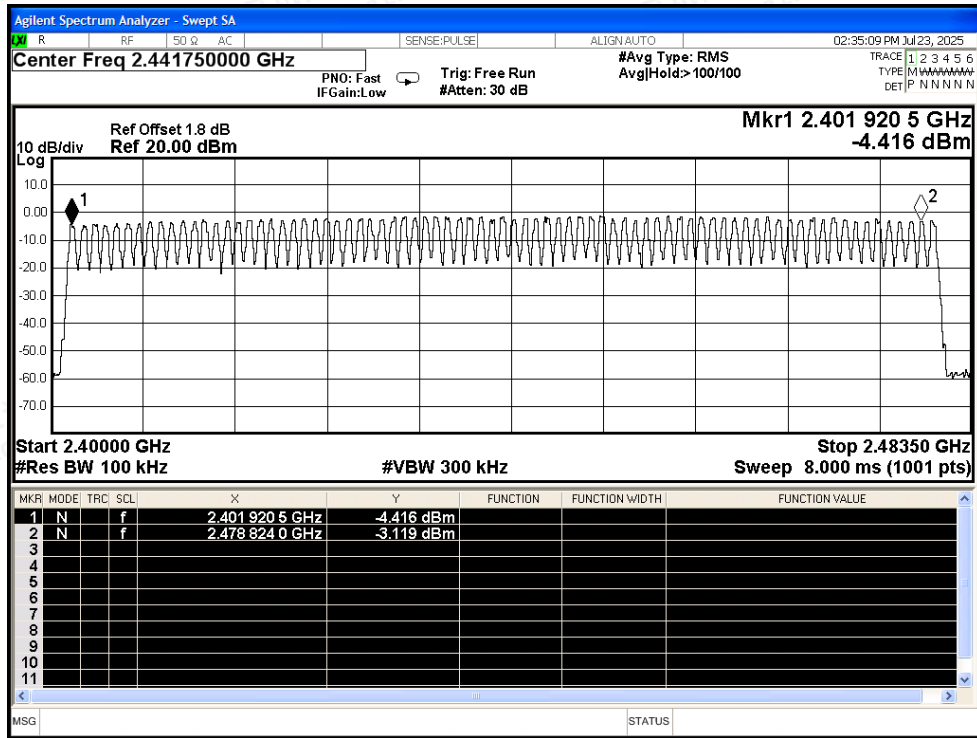 Agilent Spectrum Analyzer - Swept SA
LXI R RF 50 Ω AC SENSE:PULSE ALIGN AUTO 02:35:09 PM Jul 23, 2025
Center Freq 2.441750000 GHz #Avg Type: RMS TRACE 1 2 3 4 5 6
PNO: Fast Trig: Free Run Avg|Hold:>100/100 TYPE M WWWWW
IFGain:Low #Atten: 30 dB DET P N N N N N
Mkr1 2.401 920 5 GHz
Ref Offset 1.8 dB
10 dB/div Ref 20.00 dBm -4.416 dBm
Log
10.0
1 2
0.00
-10.0
-20.0
-30.0
-40.0
-50.0
-60.0
-70.0
Start 2.40000 GHz Stop 2.48350 GHz
#Res BW 100 kHz #VBW 300 kHz Sweep 8.000 ms (1001 pts)
MKR MODE TRC SCL X Y FUNCTION FUNCTION WIDTH FUNCTION VALUE
1 N f 2.401 920 5 GHz -4.416 dBm
2 N f 2.478 824 0 GHz -3.119 dBm
3
4
5
6
7
8
9
10
11
MSG STATUS